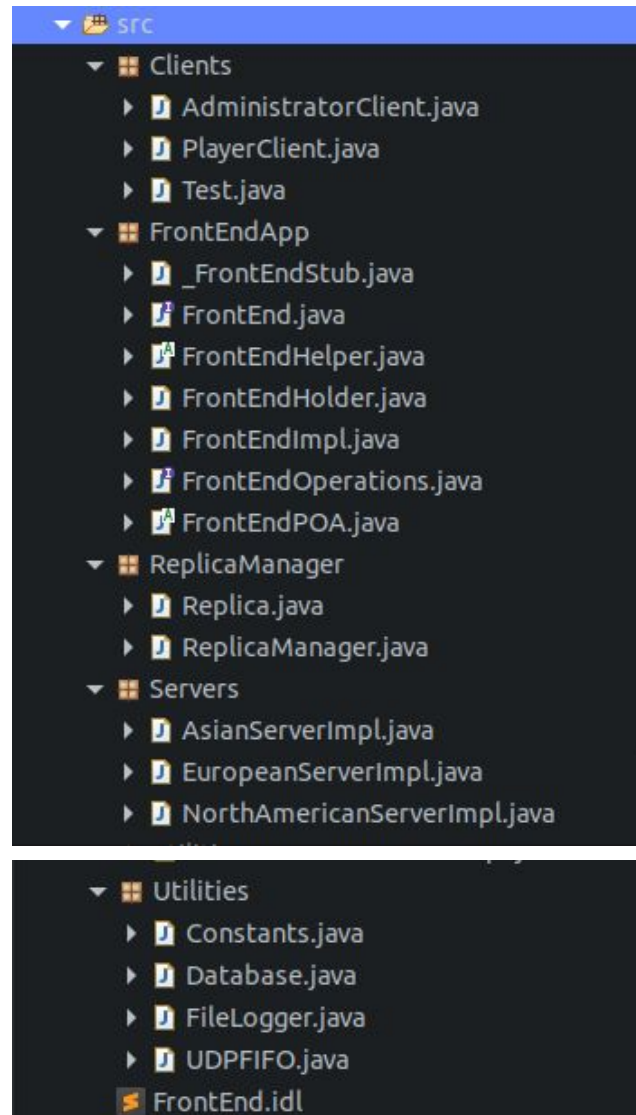 src
Clients
AdministratorClient.java
PlayerClient.java
Test.java
FrontEndApp
_FrontEndStub.java
FrontEnd.java
FrontEndHelper.java
FrontEndHolder.java
FrontEndImpl.java
FrontEndOperations.java
FrontEndPOA.java
ReplicaManager
Replica.java
ReplicaManager.java
Servers
AsianServerImpl.java
EuropeanServerImpl.java
NorthAmericanServerImpl.java
Utilities
Constants.java
Database.java
FileLogger.java
UDPFIFO.java
FrontEnd.idl